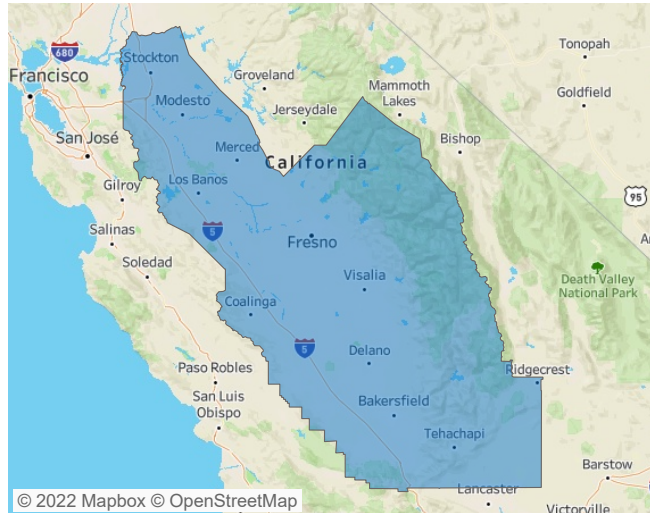 680
Tonopah
Stockton
Francisco
Groveland
Goldfield
Mammoth
Lakes
Modesto
Jerseydale
San José
Merced
Bishop
California
Los Banos
Gilroy
95
Salinas
5
Fresno
Soledad
Visalia
Death Valley
National Park
Coalinga
5
Delano
Paso Robles
Ridgecrest
San Luis
Obispo
Bakersfield
Tehachapi
Barstow
Lancaster
© 2022 Mapbox © OpenStreetMap
Victorville